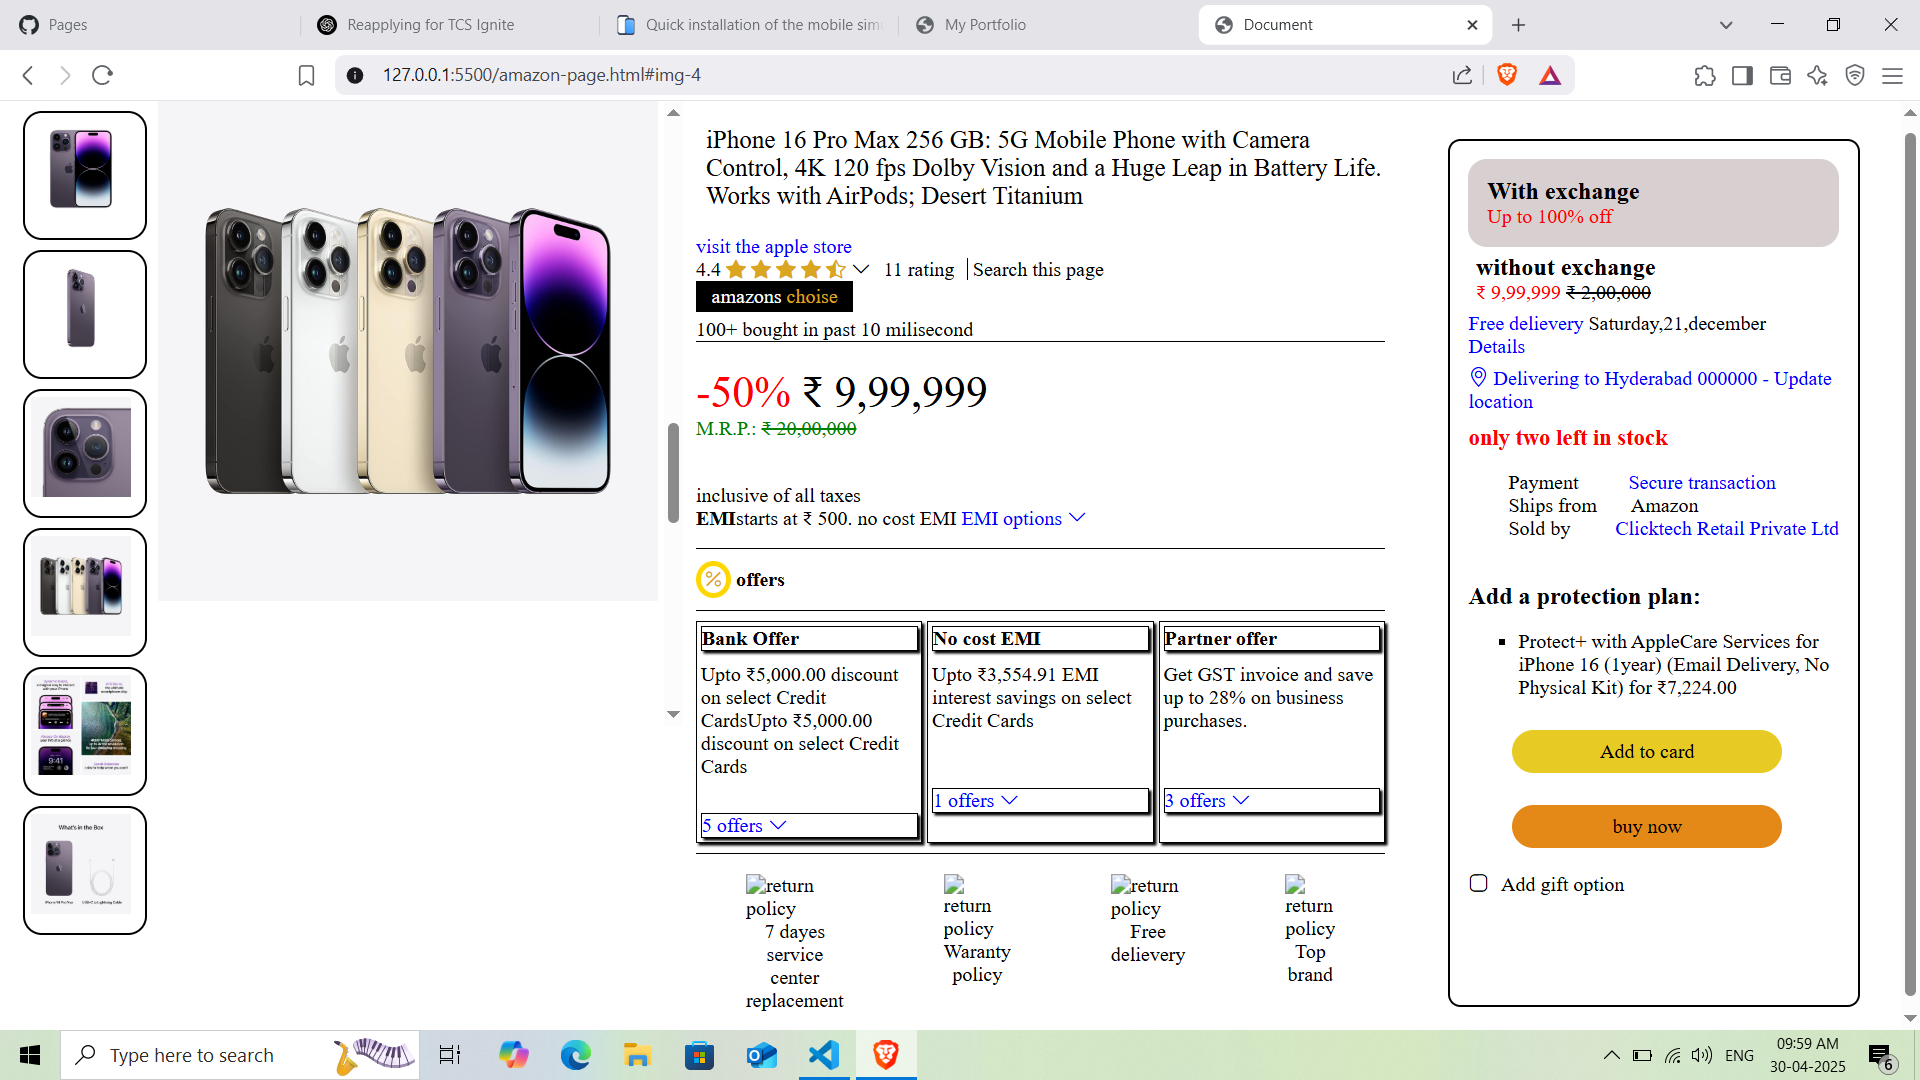 Pages
Reapplying for TCS Ignite
Quick installation of the mobile sim
My Portfolio
Document
127.0.0.1:5500/amazon-page.html#img-4
iPhone 16 Pro Max 256 GB: 5G Mobile Phone with Camera
Control, 4K 120 fps Dolby Vision and a Huge Leap in Battery Life.
Works with AirPods; Desert Titanium
visit the apple store
4.4 11 rating Search this page
amazons choise
100+ bought in past 10 milisecond
-50% ₹ 9,99,999
M.R.P.: ₹ 20,00,000
inclusive of all taxes
EMIstarts at ₹ 500. no cost EMI EMI options
% offers
Bank Offer
Upto ₹5,000.00 discount
on select Credit
CardsUpto ₹5,000.00
discount on select Credit
Cards
5 offers
No cost EMI
Upto ₹3,554.91 EMI
interest savings on select
Credit Cards
1 offers
Partner offer
Get GST invoice and save
up to 28% on business
purchases.
3 offers
return
policy
7 dayes
service
center
replacement
return
policy
Waranty
policy
return
policy
Free
delievery
return
policy
Top
brand
With exchange
Up to 100% off
without exchange
₹ 9,99,999 ₹ 2,00,000
Free delievery Saturday,21,december
Details
Delivering to Hyderabad 000000 - Update
location
only two left in stock
Payment Secure transaction
Ships from Amazon
Sold by Clicktech Retail Private Ltd
Add a protection plan:
Protect+ with AppleCare Services for
iPhone 16 (1year) (Email Delivery, No
Physical Kit) for ₹7,224.00
Add to card
buy now
Add gift option
9:41
What's in the Box
Type here to search
ENG
09:59 AM
30-04-2025
6